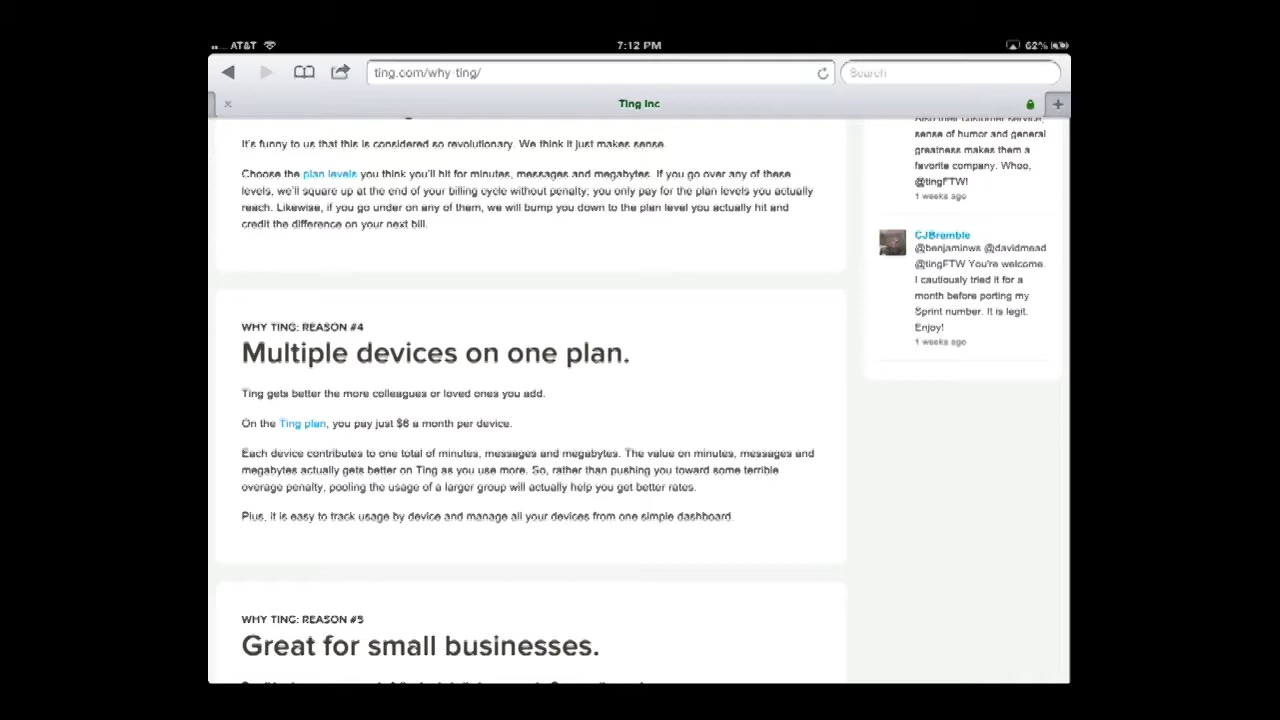 AT&T
7:12 PM
62%
ting.com/why-ting/
Search
Ting Inc
It's funny to us that this is considered so revolutionary. We think it just makes sense.
Choose the plan levels you think you'll hit for minutes, messages and megabytes. If you go over any of these
levels, we'll square up at the end of your billing cycle without penalty; you only pay for the plan levels you actually
reach. Likewise, if you go under on any of them, we will bump you down to the plan level you actually hit and
credit the difference on your next bill.
WHY TING: REASON #4
Multiple devices on one plan.
Ting gets better the more colleagues or loved ones you add.
On the Ting plan, you pay just $6 a month per device.
Each device contributes to one total of minutes, messages and megabytes. The value on minutes, messages and
megabytes actually gets better on Ting as you use more. So, rather than pushing you toward some terrible
overage penalty, pooling the usage of a larger group will actually help you get better rates.
Plus, it is easy to track usage by device and manage all your devices from one simple dashboard.
WHY TING: REASON #5
Great for small businesses.
Also their customer service,
sense of humor and general
greatness makes them a
favorite company. Whoo,
@tingFTW!
1 weeks ago
CJBramble
@benjaminws @davidmead
@tingFTW You're welcome.
I cautiously tried it for a
month before porting my
Sprint number. It is legit.
Enjoy!
1 weeks ago